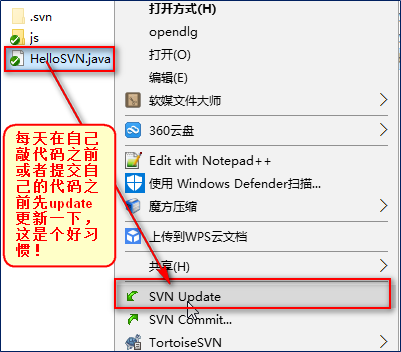 .svn
js
HelloSVN.java
每天在自己
敲代码之前
或者提交自
己的代码之
前先update
更新一下，
这是个好习
惯！
打开方式(H)
opendlg
打开(O)
编辑(E)
软媒文件大师
360云盘
Edit with Notepad++
使用 Windows Defender扫描...
魔方压缩
上传到WPS云文档
共享(H)
SVN Update
SVN Commit...
TortoiseSVN